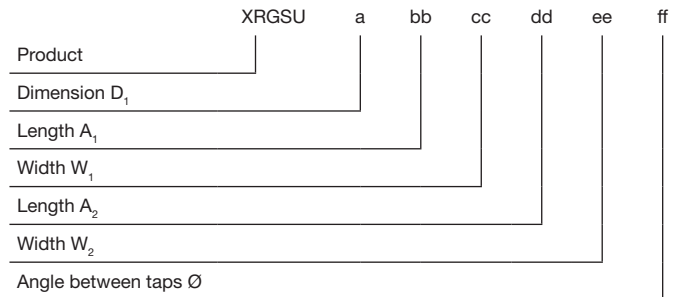 XRGSU a bb cc dd ee ff
Product
Dimension D₁
Length A₁
Width W₁
Length A₂
Width W₂
Angle between taps Ø